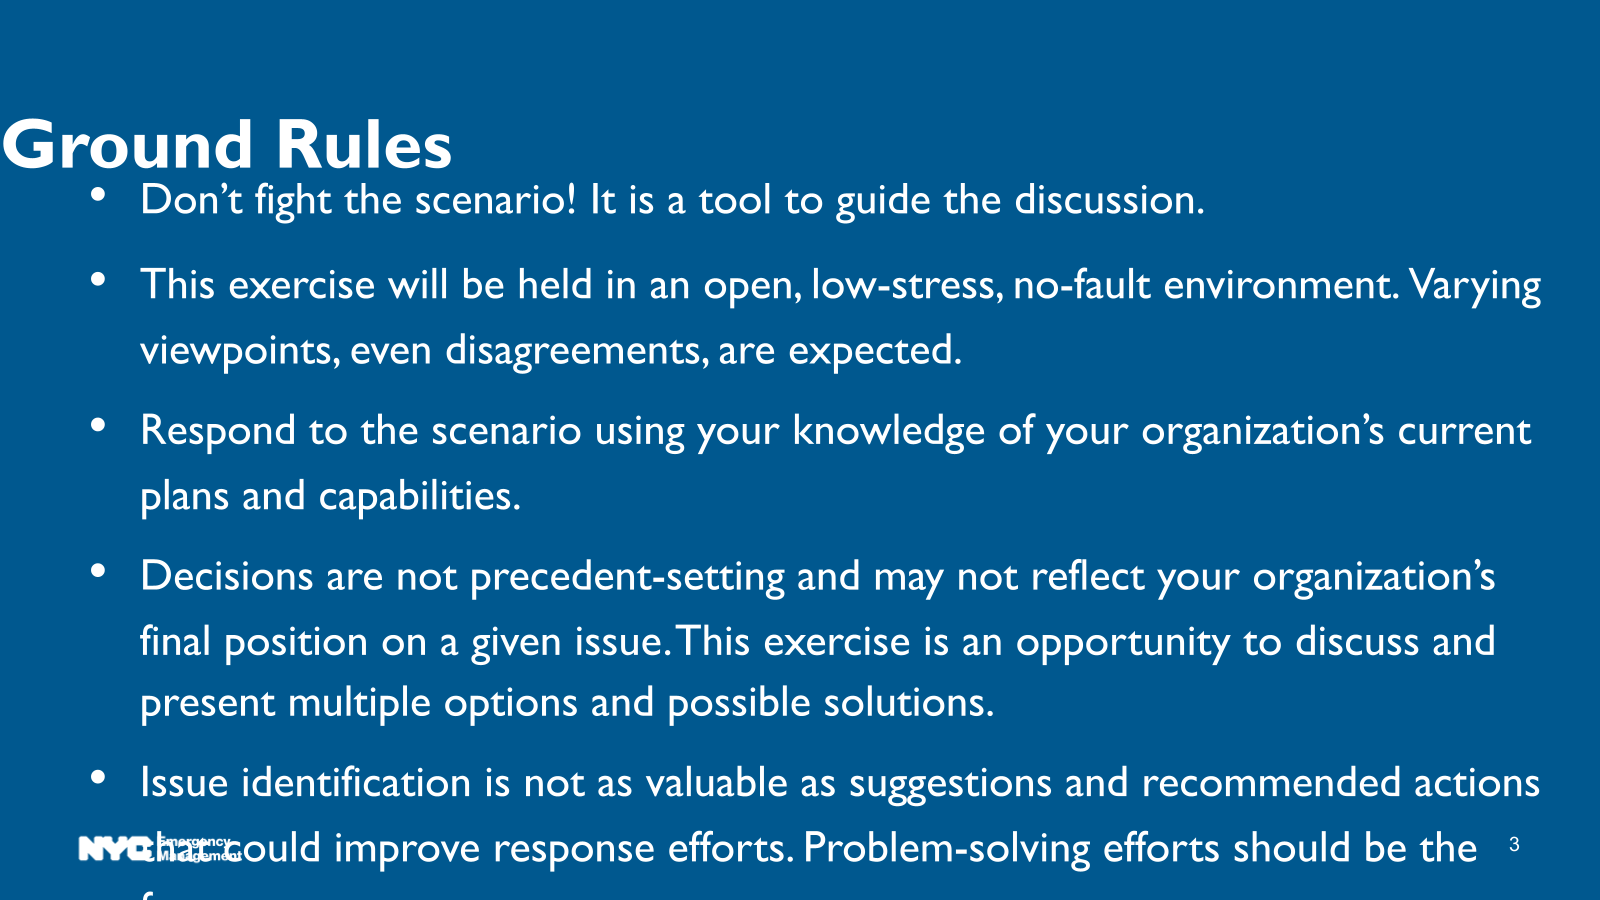 Ground Rules
• Don’t fight the scenario! It is a tool to guide the discussion.
• This exercise will be held in an open, low-stress, no-fault environment. Varying
viewpoints, even disagreements, are expected.
• Respond to the scenario using your knowledge of your organization’s current
plans and capabilities.
• Decisions are not precedent-setting and may not reflect your organization’s
final position on a given issue. This exercise is an opportunity to discuss and
present multiple options and possible solutions.
• Issue identification is not as valuable as suggestions and recommended actions
that could improve response efforts. Problem-solving efforts should be the
NYC Emergency
Management
3